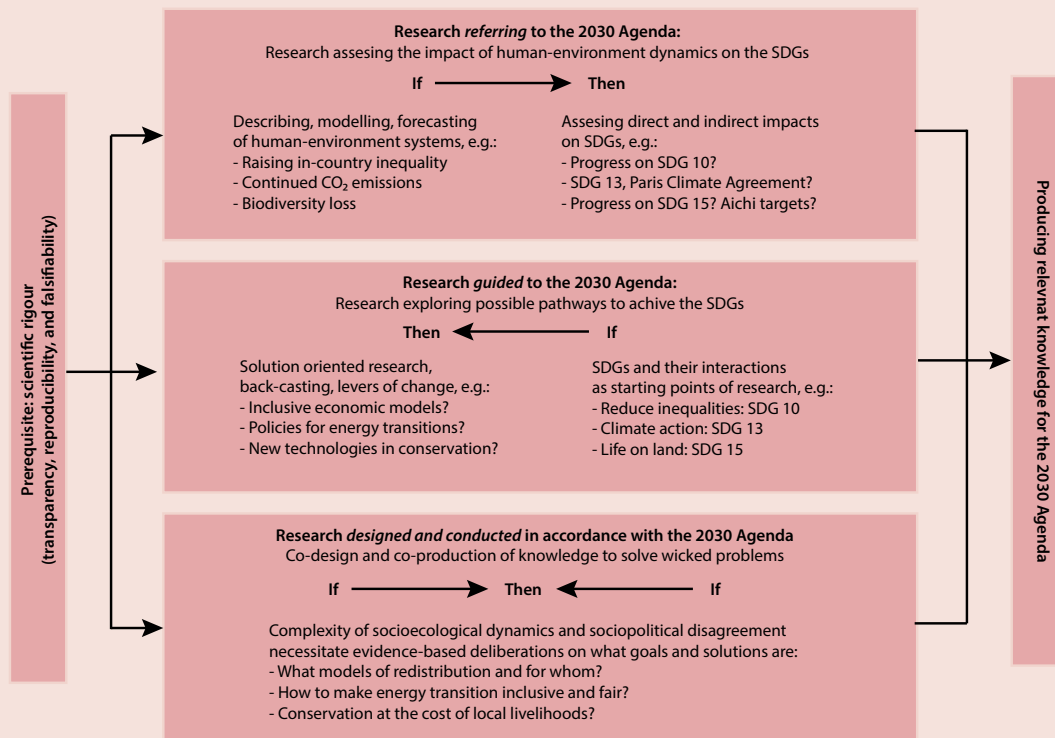 Prerequisite: scientific rigour
(transparency, reproducibility, and falsifiability)
Research referring to the 2030 Agenda:
Research assesing the impact of human-environment dynamics on the SDGs
If Then
Describing, modelling, forecasting
of human-environment systems, e.g.:
- Raising in-country inequality
- Continued CO₂ emissions
- Biodiversity loss
Assesing direct and indirect impacts
on SDGs, e.g.:
- Progress on SDG 10?
- SDG 13, Paris Climate Agreement?
- Progress on SDG 15? Aichi targets?
Research guided to the 2030 Agenda:
Research exploring possible pathways to achive the SDGs
Then If
Solution oriented research,
back-casting, levers of change, e.g.:
- Inclusive economic models?
- Policies for energy transitions?
- New technologies in conservation?
SDGs and their interactions
as starting points of research, e.g.:
- Reduce inequalities: SDG 10
- Climate action: SDG 13
- Life on land: SDG 15
Research designed and conducted in accordance with the 2030 Agenda
Co-design and co-production of knowledge to solve wicked problems
If Then If
Complexity of socioecological dynamics and sociopolitical disagreement
necessitate evidence-based deliberations on what goals and solutions are:
- What models of redistribution and for whom?
- How to make energy transition inclusive and fair?
- Conservation at the cost of local livelihoods?
Producing relevnat knowledge for the 2030 Agenda